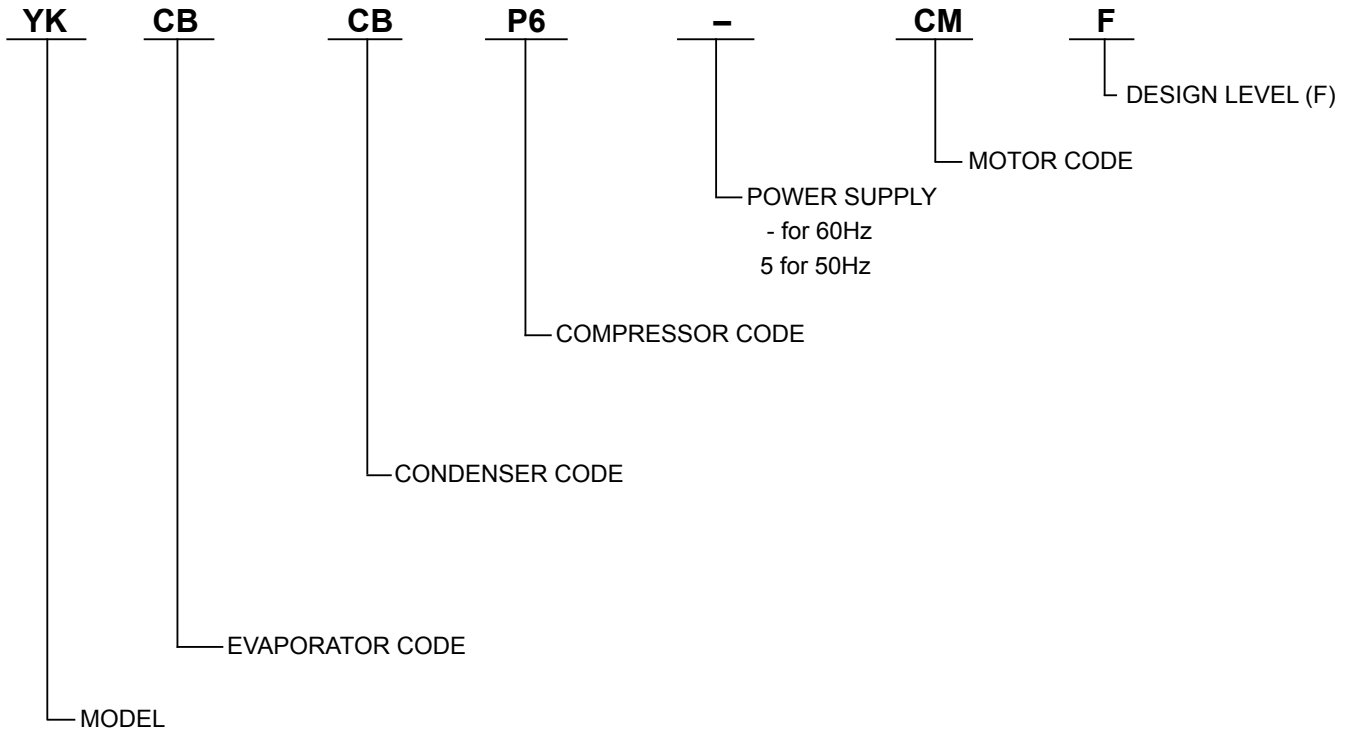 YK CB CB P6 – CM F
DESIGN LEVEL (F)
MOTOR CODE
POWER SUPPLY
- for 60Hz
5 for 50Hz
COMPRESSOR CODE
CONDENSER CODE
EVAPORATOR CODE
MODEL